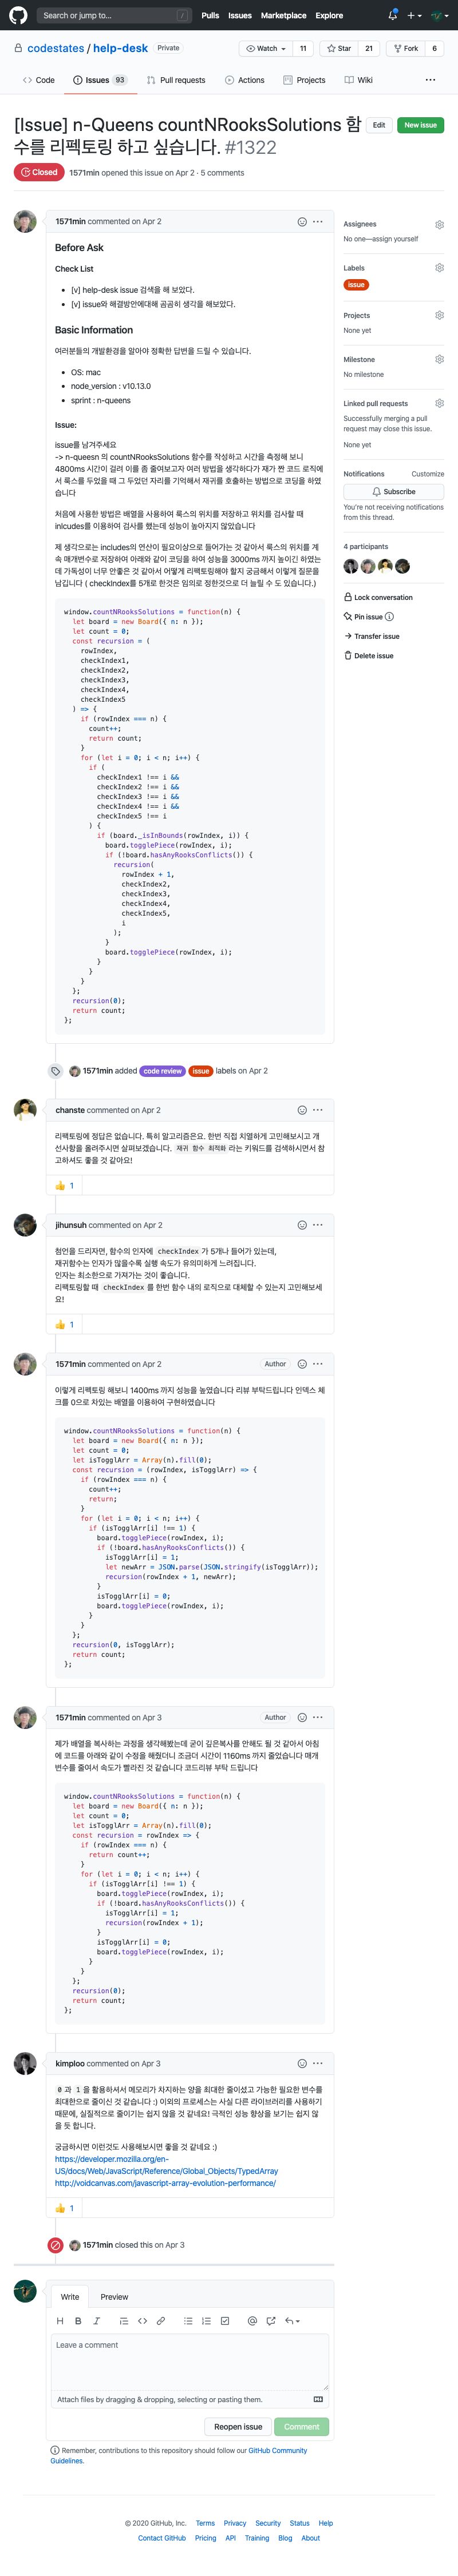 Search or jump to...
/
Pulls Issues Marketplace Explore
codestates / help-desk Private
Watch 11 Star 21 Fork 6
Code Issues 93 Pull requests Actions Projects Wiki
[Issue] n-Queens countNRooksSolutions 함
수를 리펙토링 하고 싶습니다. #1322
Edit New issue
Closed 1571min opened this issue on Apr 2 · 5 comments
1571min commented on Apr 2
Before Ask
Check List
[v] help-desk issue 검색을 해 보았다.
[v] issue와 해결방안에대해 곰곰히 생각을 해보았다.
Basic Information
여러분들의 개발환경을 알아야 정확한 답변을 드릴 수 있습니다.
OS: mac
node_version : v10.13.0
sprint : n-queens
Issue:
issue를 남겨주세요
-> n-queesn 의 countNRooksSolutions 함수를 작성하고 시간을 측정해 보니
4800ms 시간이 걸려 이를 좀 줄여보고자 여러 방법을 생각하다가 제가 짠 코드 로직에
서 룩스를 두었을 때 그 두었던 자리를 기억해서 재귀를 호출하는 방법으로 코딩을 하였
습니다
처음에 사용한 방법은 배열을 사용하여 룩스의 위치를 저장하고 위치를 검사할 때
inlcudes를 이용하여 검사를 했는데 성능이 높아지지 않았습니다
제 생각으로는 includes의 연산이 필요이상으로 들어가는 것 같아서 룩스의 위치를 계
속 매개변수로 저장하여 아래와 같이 코딩을 하여 성능을 3000ms 까지 높이긴 하였는
데 가독성이 너무 안좋은 것 같아서 어떻게 리펙토링해야 할지 궁금해서 이렇게 질문을
남깁니다 ( checkIndex를 5개로 한것은 임의로 정한것으로 더 늘릴 수 도 있습니다.)
window.countNRooksSolutions = function(n) {
let board = new Board({ n: n });
let count = 0;
const recursion = (
rowIndex,
checkIndex1,
checkIndex2,
checkIndex3,
checkIndex4,
checkIndex5
) => {
if (rowIndex === n) {
count++;
return count;
}
for (let i = 0; i < n; i++) {
if (
checkIndex1 !== i &&
checkIndex2 !== i &&
checkIndex3 !== i &&
checkIndex4 !== i &&
checkIndex5 !== i
) {
if (board._isInBounds(rowIndex, i)) {
board.togglePiece(rowIndex, i);
if (!board.hasAnyRooksConflicts()) {
recursion(
rowIndex + 1,
checkIndex2,
checkIndex3,
checkIndex4,
checkIndex5,
i
);
}
board.togglePiece(rowIndex, i);
}
}
}
};
recursion(0);
return count;
};
Assignees
No one—assign yourself
Labels
issue
Projects
None yet
Milestone
No milestone
Linked pull requests
Successfully merging a pull
request may close this issue.
None yet
Notifications Customize
Subscribe
You're not receiving notifications
from this thread.
4 participants
Lock conversation
Pin issue
Transfer issue
Delete issue
1571min added code review issue labels on Apr 2
chanste commented on Apr 2
리팩토링에 정답은 없습니다. 특히 알고리즘은요. 한번 직접 치열하게 고민해보시고 개
선사항을 올려주시면 살펴보겠습니다. 재귀 함수 최적화 라는 키워드를 검색하시면서 참
고하셔도 좋을 것 같아요!
👍 1
jihunsuh commented on Apr 2
첨언을 드리자면, 함수의 인자에 checkIndex 가 5개나 들어가 있는데,
재귀함수는 인자가 많을수록 실행 속도가 유의미하게 느려집니다.
인자는 최소한으로 가져가는 것이 좋습니다.
리팩토링할 때 checkIndex 를 한번 함수 내의 로직으로 대체할 수 있는지 고민해보세
요!
👍 1
1571min commented on Apr 2 Author
이렇게 리팩토링 해보니 1400ms 까지 성능을 높였습니다 리뷰 부탁드립니다 인덱스 체
크를 0으로 차있는 배열을 이용하여 구현하였습니다
window.countNRooksSolutions = function(n) {
let board = new Board({ n: n });
let count = 0;
let isTogglArr = Array(n).fill(0);
const recursion = (rowIndex, isTogglArr) => {
if (rowIndex === n) {
count++;
return;
}
for (let i = 0; i < n; i++) {
if (isTogglArr[i] !== 1) {
board.togglePiece(rowIndex, i);
if (!board.hasAnyRooksConflicts()) {
isTogglArr[i] = 1;
let newArr = JSON.parse(JSON.stringify(isTogglArr));
recursion(rowIndex + 1, newArr);
}
isTogglArr[i] = 0;
board.togglePiece(rowIndex, i);
}
}
};
recursion(0, isTogglArr);
return count;
};
1571min commented on Apr 3 Author
제가 배열을 복사하는 과정을 생각해봤는데 굳이 깊은복사를 안해도 될 것 같아서 아침
에 코드를 아래와 같이 수정을 해줬더니 조금더 시간이 1160ms 까지 줄었습니다 매개
변수를 줄여서 속도가 빨라진 것 같습니다 코드리뷰 부탁 드립니다
window.countNRooksSolutions = function(n) {
let board = new Board({ n: n });
let count = 0;
let isTogglArr = Array(n).fill(0);
const recursion = rowIndex => {
if (rowIndex === n) {
return count++;
}
for (let i = 0; i < n; i++) {
if (isTogglArr[i] !== 1) {
board.togglePiece(rowIndex, i);
if (!board.hasAnyRooksConflicts()) {
isTogglArr[i] = 1;
recursion(rowIndex + 1);
}
isTogglArr[i] = 0;
board.togglePiece(rowIndex, i);
}
}
};
recursion(0);
return count;
};
kimploo commented on Apr 3
0 과 1 을 활용하셔서 메모리가 차지하는 양을 최대한 줄이셨고 가능한 필요한 변수를
최대한으로 줄이신 것 같습니다 :) 이외의 프로세스는 사실 다른 라이브러리를 사용하기
때문에, 실질적으로 줄이기는 쉽지 않을 것 같네요! 극적인 성능 향상을 보기는 쉽지 않
을 듯 합니다.
궁금하시면 이런것도 사용해보시면 좋을 것 같네요 :)
https://developer.mozilla.org/en-
US/docs/Web/JavaScript/Reference/Global_Objects/TypedArray
http://voidcanvas.com/javascript-array-evolution-performance/
👍 1
1571min closed this on Apr 3
Write Preview
Leave a comment
Attach files by dragging & dropping, selecting or pasting them.
Reopen issue Comment
Remember, contributions to this repository should follow our GitHub Community
Guidelines.
© 2020 GitHub, Inc. Terms Privacy Security Status Help
Contact GitHub Pricing API Training Blog About